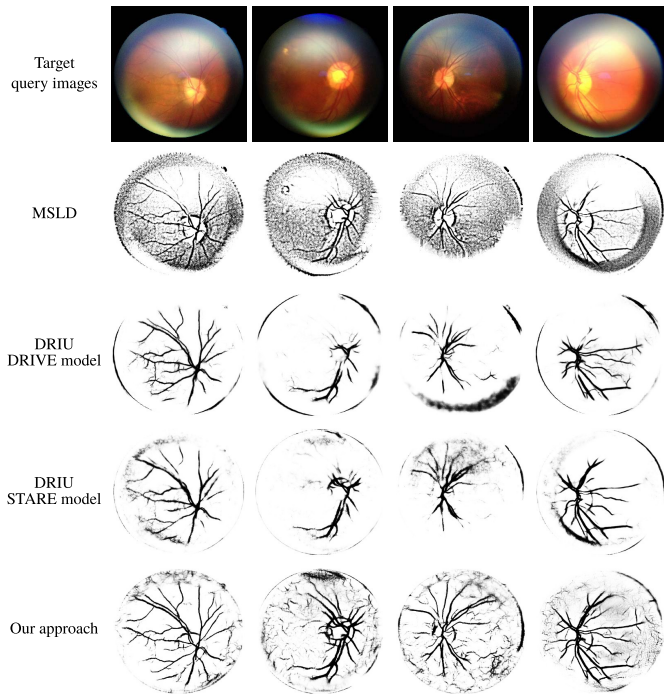 Target
query images
MSLD
DRIU
DRIVE model
DRIU
STARE model
Our approach